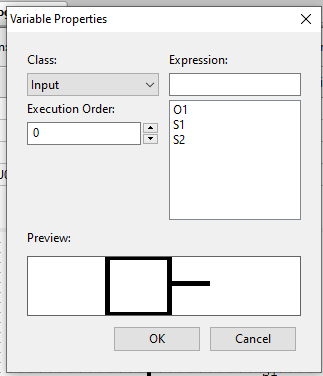 Variable Properties
Class:
Expression:
Input
Execution Order:
0
O1
S1
S2
Preview:
OK
Cancel